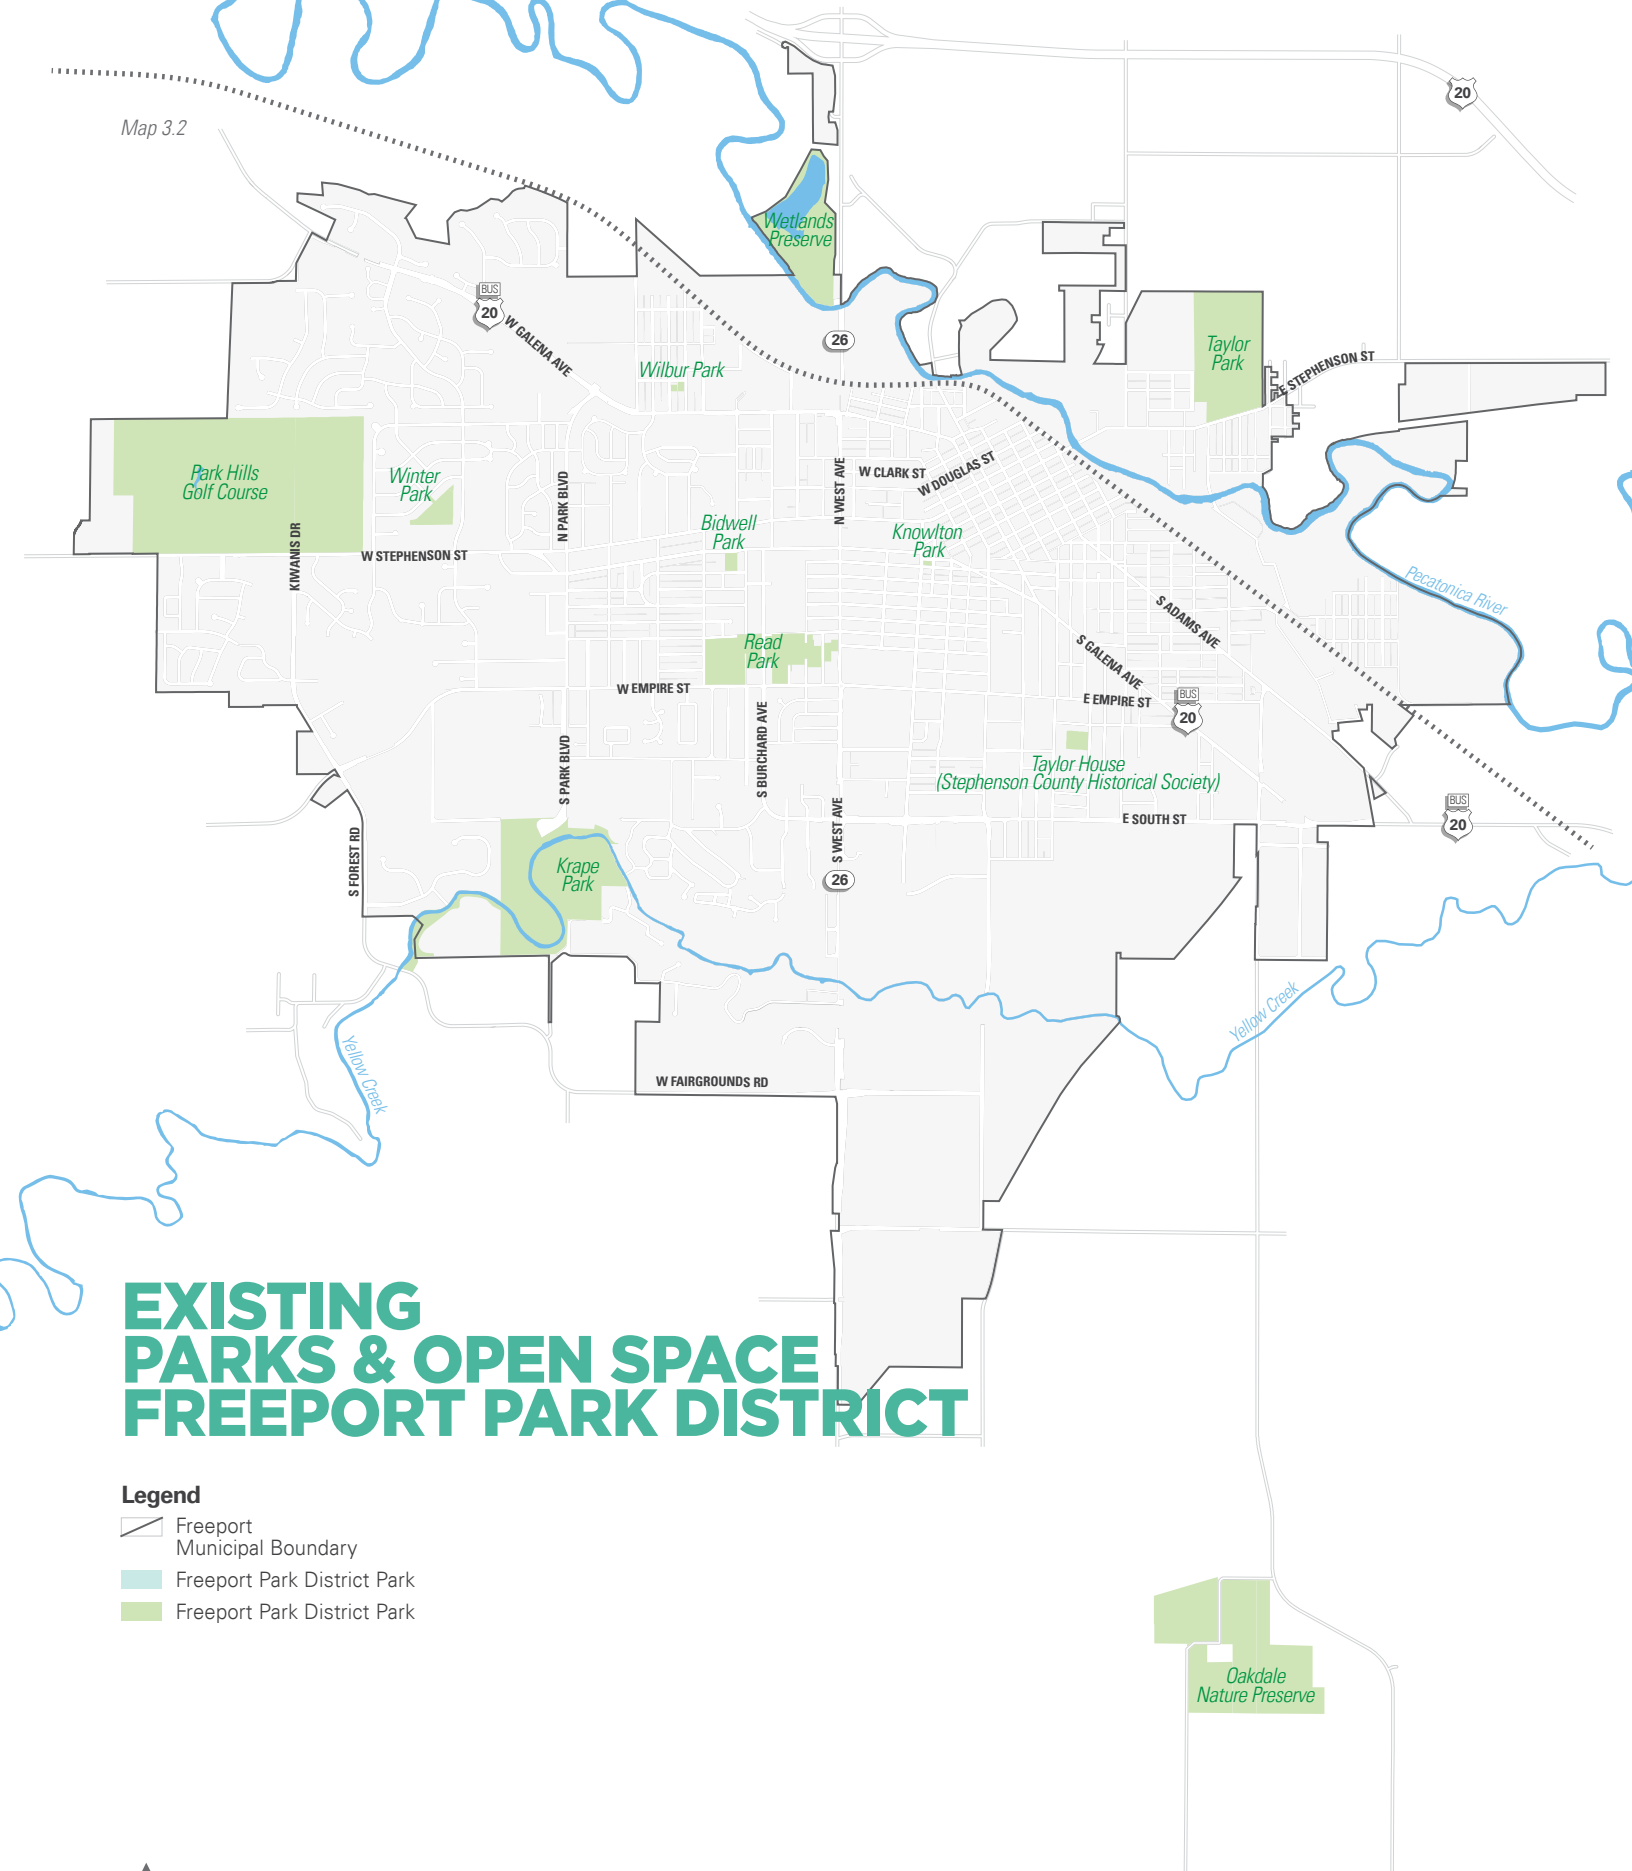 20
Map 3.2
Wetlands
Preserve
BUS
20
W GALENA AVE
26
Wilbur Park
Taylor
Park
E STEPHENSON ST
Park Hills
Golf Course
Winter
Park
N PARK BLVD
N WEST AVE
W CLARK ST
W DOUGLAS ST
Bidwell
Park
Knowlton
Park
KIWANIS DR
W STEPHENSON ST
Pecatonica River
S ADAMS AVE
S GALENA AVE
Read
Park
W EMPIRE ST
E EMPIRE ST
BUS
20
S PARK BLVD
S BURCHARD AVE
Taylor House
(Stephenson County Historical Society)
S WEST AVE
E SOUTH ST
BUS
20
S FOREST RD
Krape
Park
26
Yellow Creek
Yellow Creek
W FAIRGROUNDS RD
EXISTING
PARKS & OPEN SPACE
FREEPORT PARK DISTRICT
Legend
Freeport
Municipal Boundary
Freeport Park District Park
Freeport Park District Park
Oakdale
Nature Preserve